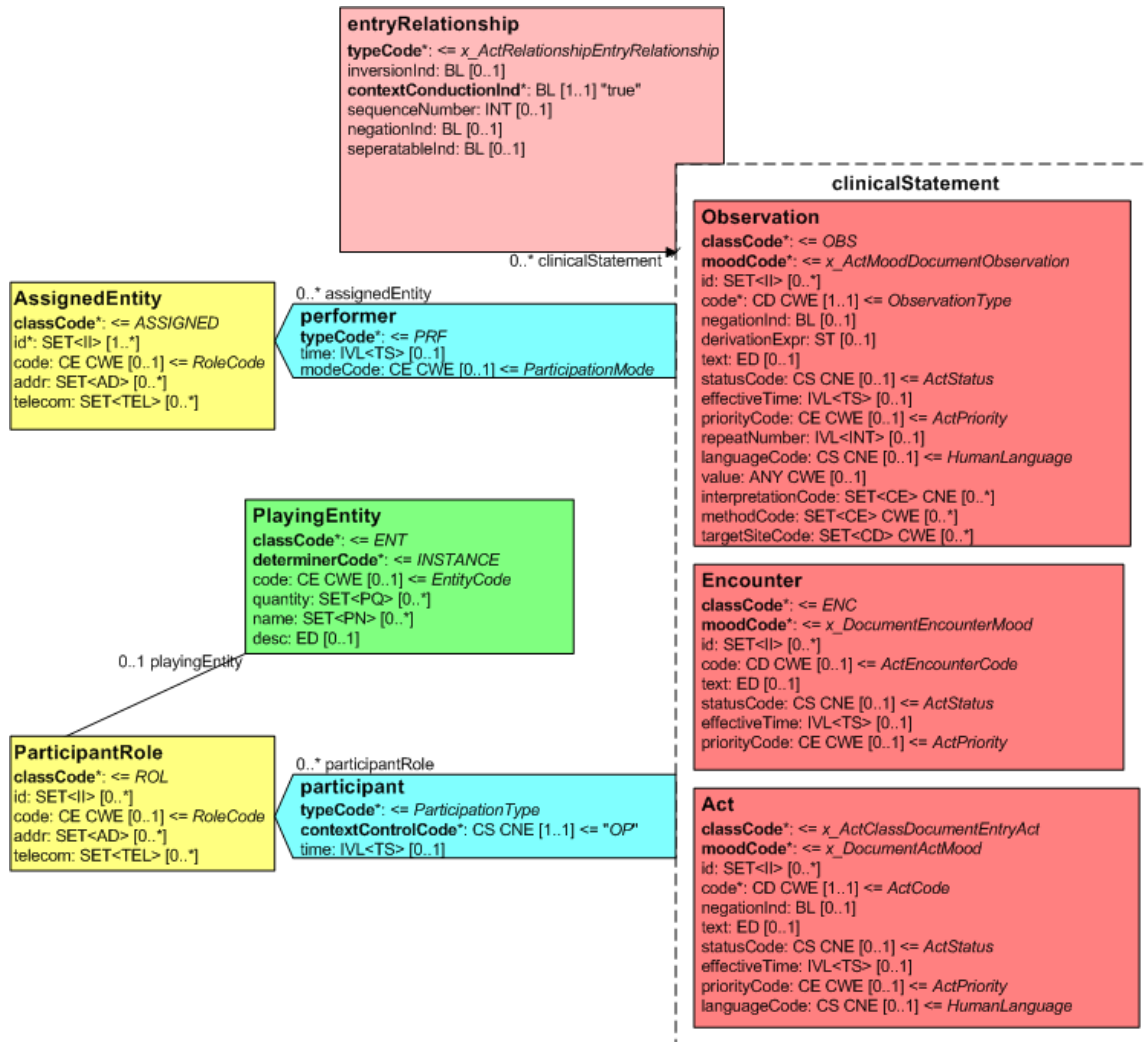 entryRelationship
typeCode*: <= x_ActRelationshipEntryRelationship
inversionInd: BL [0..1]
contextConductionInd*: BL [1..1] "true"
sequenceNumber: INT [0..1]
negationInd: BL [0..1]
seperatableInd: BL [0..1]
0..* clinicalStatement
clinicalStatement
Observation
classCode*: <= OBS
moodCode*: <= x_ActMoodDocumentObservation
id: SET<II> [0..*]
code*: CD CWE [1..1] <= ObservationType
negationInd: BL [0..1]
derivationExpr: ST [0..1]
text: ED [0..1]
statusCode: CS CNE [0..1] <= ActStatus
effectiveTime: IVL<TS> [0..1]
priorityCode: CE CWE [0..1] <= ActPriority
repeatNumber: IVL<INT> [0..1]
languageCode: CS CNE [0..1] <= HumanLanguage
value: ANY CWE [0..1]
interpretationCode: SET<CE> CNE [0..*]
methodCode: SET<CE> CWE [0..*]
targetSiteCode: SET<CD> CWE [0..*]
AssignedEntity
classCode*: <= ASSIGNED
id*: SET<II> [1..*]
code: CE CWE [0..1] <= RoleCode
addr: SET<AD> [0..*]
telecom: SET<TEL> [0..*]
0..* assignedEntity
performer
typeCode*: <= PRF
time: IVL<TS> [0..1]
modeCode: CE CWE [0..1] <= ParticipationMode
PlayingEntity
classCode*: <= ENT
determinerCode*: <= INSTANCE
code: CE CWE [0..1] <= EntityCode
quantity: SET<PQ> [0..*]
name: SET<PN> [0..*]
desc: ED [0..1]
0..1 playingEntity
Encounter
classCode*: <= ENC
moodCode*: <= x_DocumentEncounterMood
id: SET<II> [0..*]
code: CD CWE [0..1] <= ActEncounterCode
text: ED [0..1]
statusCode: CS CNE [0..1] <= ActStatus
effectiveTime: IVL<TS> [0..1]
priorityCode: CE CWE [0..1] <= ActPriority
ParticipantRole
classCode*: <= ROL
id: SET<II> [0..*]
code: CE CWE [0..1] <= RoleCode
addr: SET<AD> [0..*]
telecom: SET<TEL> [0..*]
0..* participantRole
participant
typeCode*: <= ParticipationType
contextControlCode*: CS CNE [1..1] <= "OP"
time: IVL<TS> [0..1]
Act
classCode*: <= x_ActClassDocumentEntryAct
moodCode*: <= x_DocumentActMood
id: SET<II> [0..*]
code*: CD CWE [1..1] <= ActCode
negationInd: BL [0..1]
text: ED [0..1]
statusCode: CS CNE [0..1] <= ActStatus
effectiveTime: IVL<TS> [0..1]
priorityCode: CE CWE [0..1] <= ActPriority
languageCode: CS CNE [0..1] <= HumanLanguage